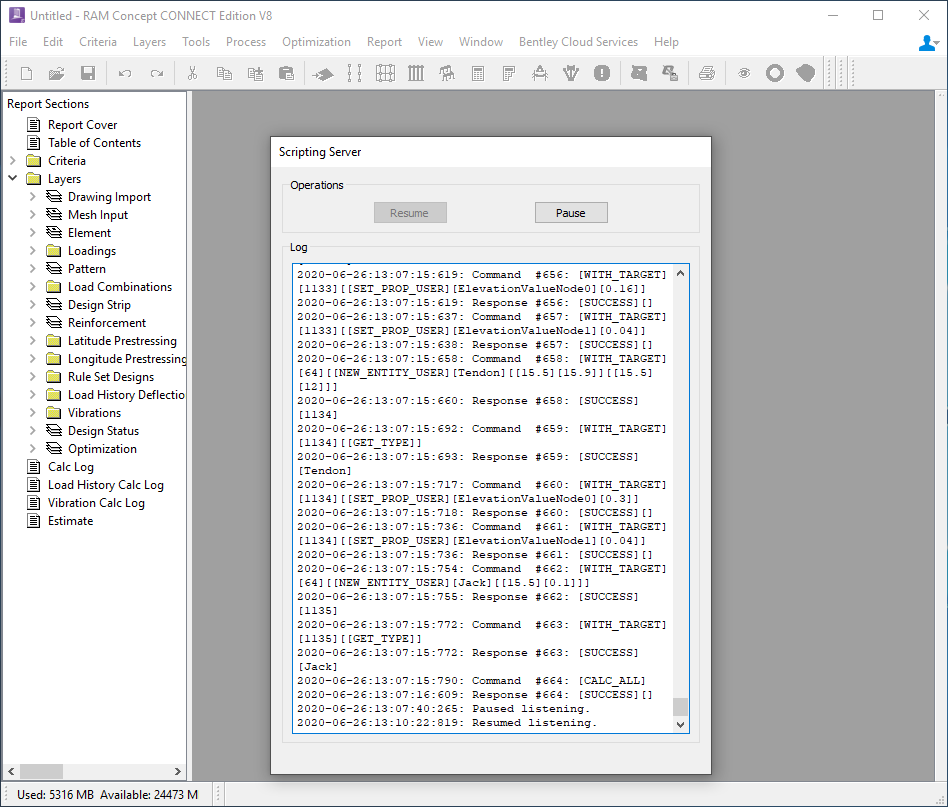 Untitled - RAM Concept CONNECT Edition V8
File Edit Criteria Layers Tools Process Optimization Report View Window Bentley Cloud Services Help
Report Sections
Report Cover
Table of Contents
Criteria
Layers
Drawing Import
Mesh Input
Element
Loadings
Pattern
Load Combinations
Design Strip
Reinforcement
Latitude Prestressing
Longitude Prestressing
Rule Set Designs
Load History Deflectio
Vibrations
Design Status
Optimization
Calc Log
Load History Calc Log
Vibration Calc Log
Estimate
Scripting Server
Operations
Resume Pause
Log
2020-06-26:13:07:15:619: Command  #656: [WITH_TARGET]
[1133][[SET_PROP_USER][ElevationValueNode0][0.16]]
2020-06-26:13:07:15:619: Response #656: [SUCCESS][]
2020-06-26:13:07:15:637: Command  #657: [WITH_TARGET]
[1133][[SET_PROP_USER][ElevationValueNode1][0.04]]
2020-06-26:13:07:15:638: Response #657: [SUCCESS][]
2020-06-26:13:07:15:658: Command  #658: [WITH_TARGET]
[64][[NEW_ENTITY_USER][Tendon][[15.5][15.9]][[15.5]
[12]]]
2020-06-26:13:07:15:660: Response #658: [SUCCESS]
[1134]
2020-06-26:13:07:15:692: Command  #659: [WITH_TARGET]
[1134][[GET_TYPE]]
2020-06-26:13:07:15:693: Response #659: [SUCCESS]
[Tendon]
2020-06-26:13:07:15:717: Command  #660: [WITH_TARGET]
[1134][[SET_PROP_USER][ElevationValueNode0][0.3]]
2020-06-26:13:07:15:718: Response #660: [SUCCESS][]
2020-06-26:13:07:15:736: Command  #661: [WITH_TARGET]
[1134][[SET_PROP_USER][ElevationValueNode1][0.04]]
2020-06-26:13:07:15:736: Response #661: [SUCCESS][]
2020-06-26:13:07:15:754: Command  #662: [WITH_TARGET]
[64][[NEW_ENTITY_USER][Jack][[15.5][0.1]]]
2020-06-26:13:07:15:755: Response #662: [SUCCESS]
[1135]
2020-06-26:13:07:15:772: Command  #663: [WITH_TARGET]
[1135][[GET_TYPE]]
2020-06-26:13:07:15:772: Response #663: [SUCCESS]
[Jack]
2020-06-26:13:07:15:790: Command  #664: [CALC_ALL]
2020-06-26:13:07:16:609: Response #664: [SUCCESS][]
2020-06-26:13:07:40:265: Paused listening.
2020-06-26:13:10:22:819: Resumed listening.
Used: 5316 MB  Available: 24473 M